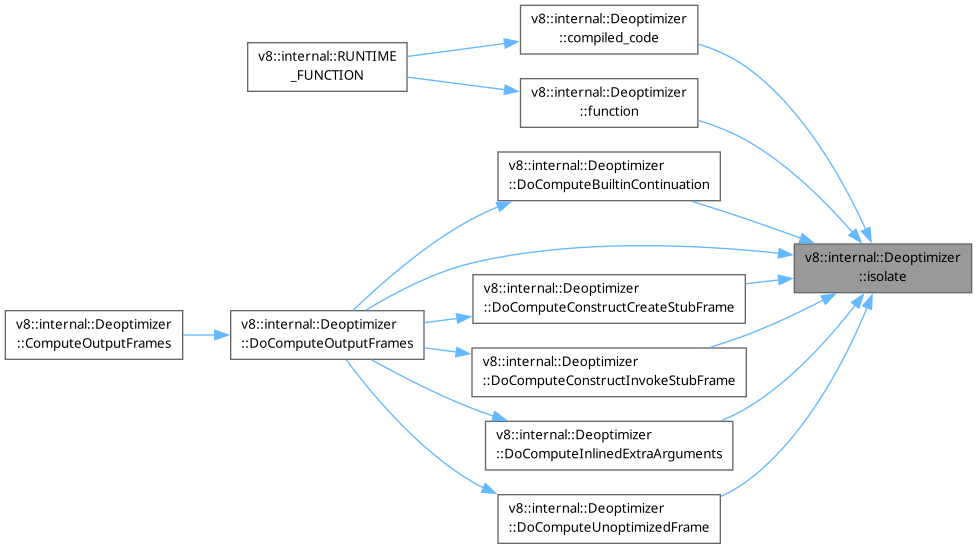 v8::internal::Deoptimizer
::compiled_code
v8::internal::RUNTIME
_FUNCTION
v8::internal::Deoptimizer
::function
v8::internal::Deoptimizer
::DoComputeBuiltinContinuation
v8::internal::Deoptimizer
::isolate
v8::internal::Deoptimizer
::DoComputeConstructCreateStubFrame
v8::internal::Deoptimizer
::ComputeOutputFrames
v8::internal::Deoptimizer
::DoComputeOutputFrames
v8::internal::Deoptimizer
::DoComputeConstructInvokeStubFrame
v8::internal::Deoptimizer
::DoComputeInlinedExtraArguments
v8::internal::Deoptimizer
::DoComputeUnoptimizedFrame